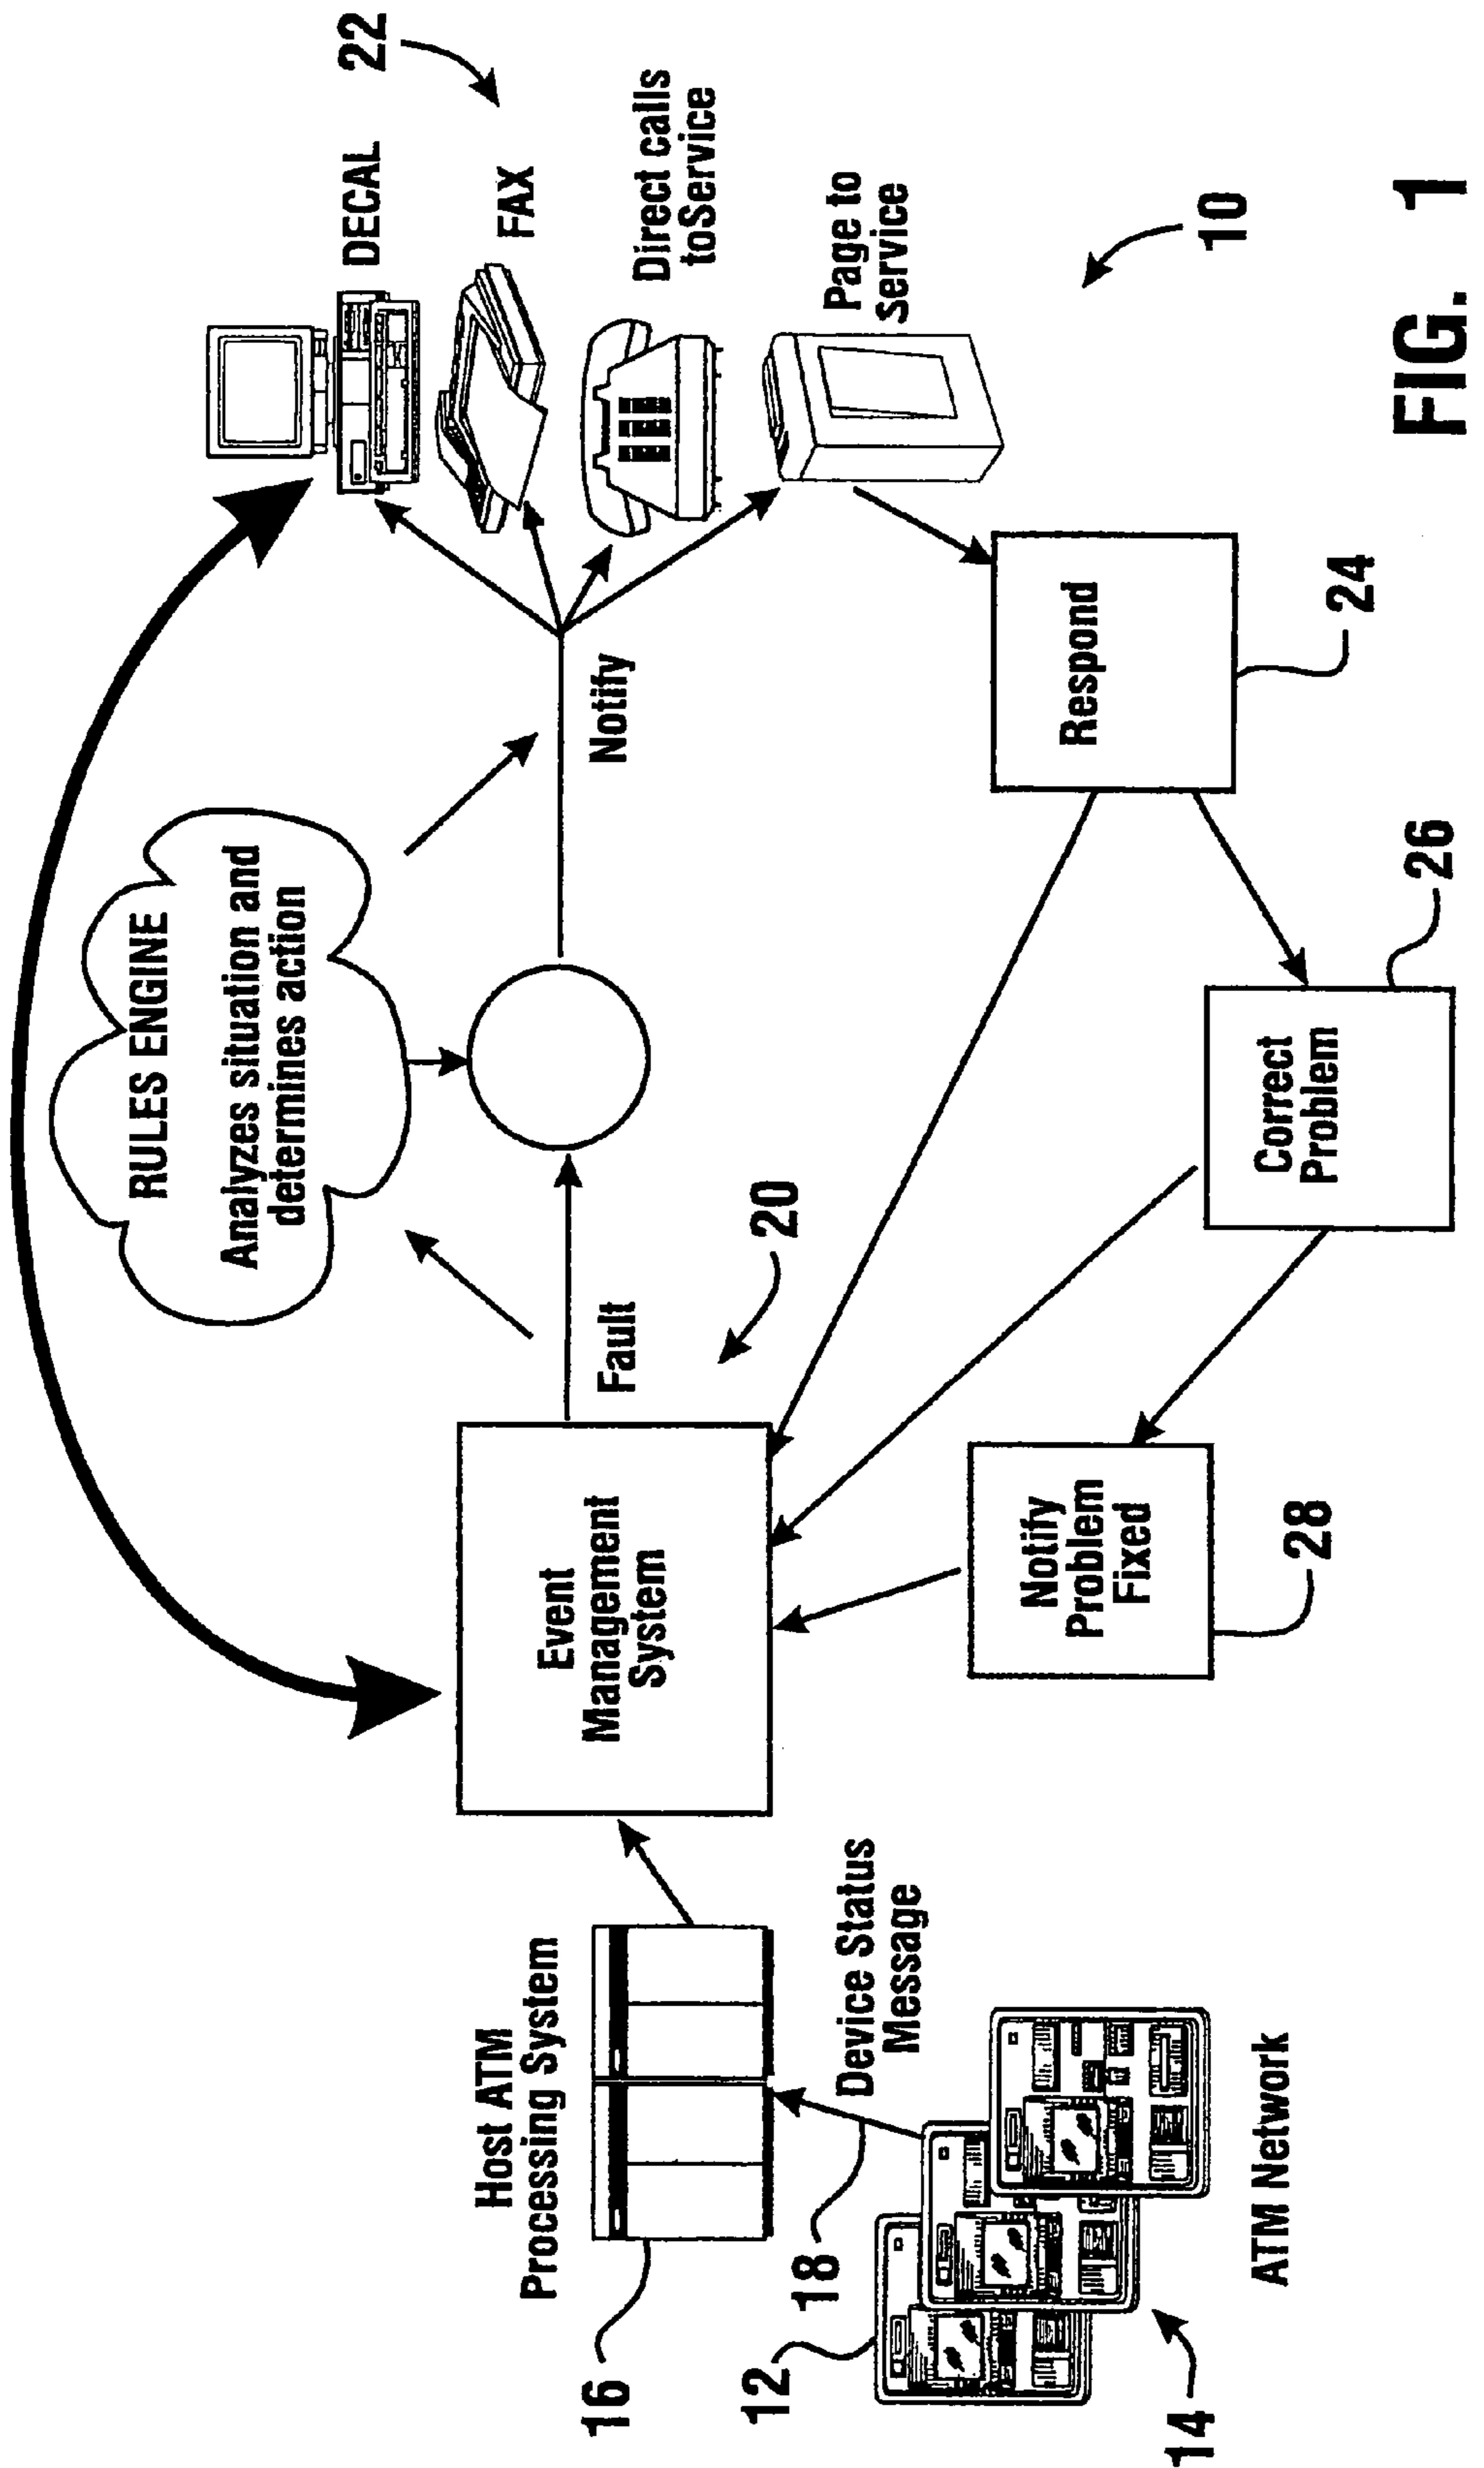 DECAL
22
FAX
Direct calls
toService
Page to
service
10
RULES ENGINE
Analyzes situation and
determines action
Notify
Fault
20
Respond
24
Correct
Problem
26
Notify
Problem
Fixed
28
Event
Management
System
Host ATM
Processing System
16
Device Status
Message
18
12
14
ATM Network
FIG. 1